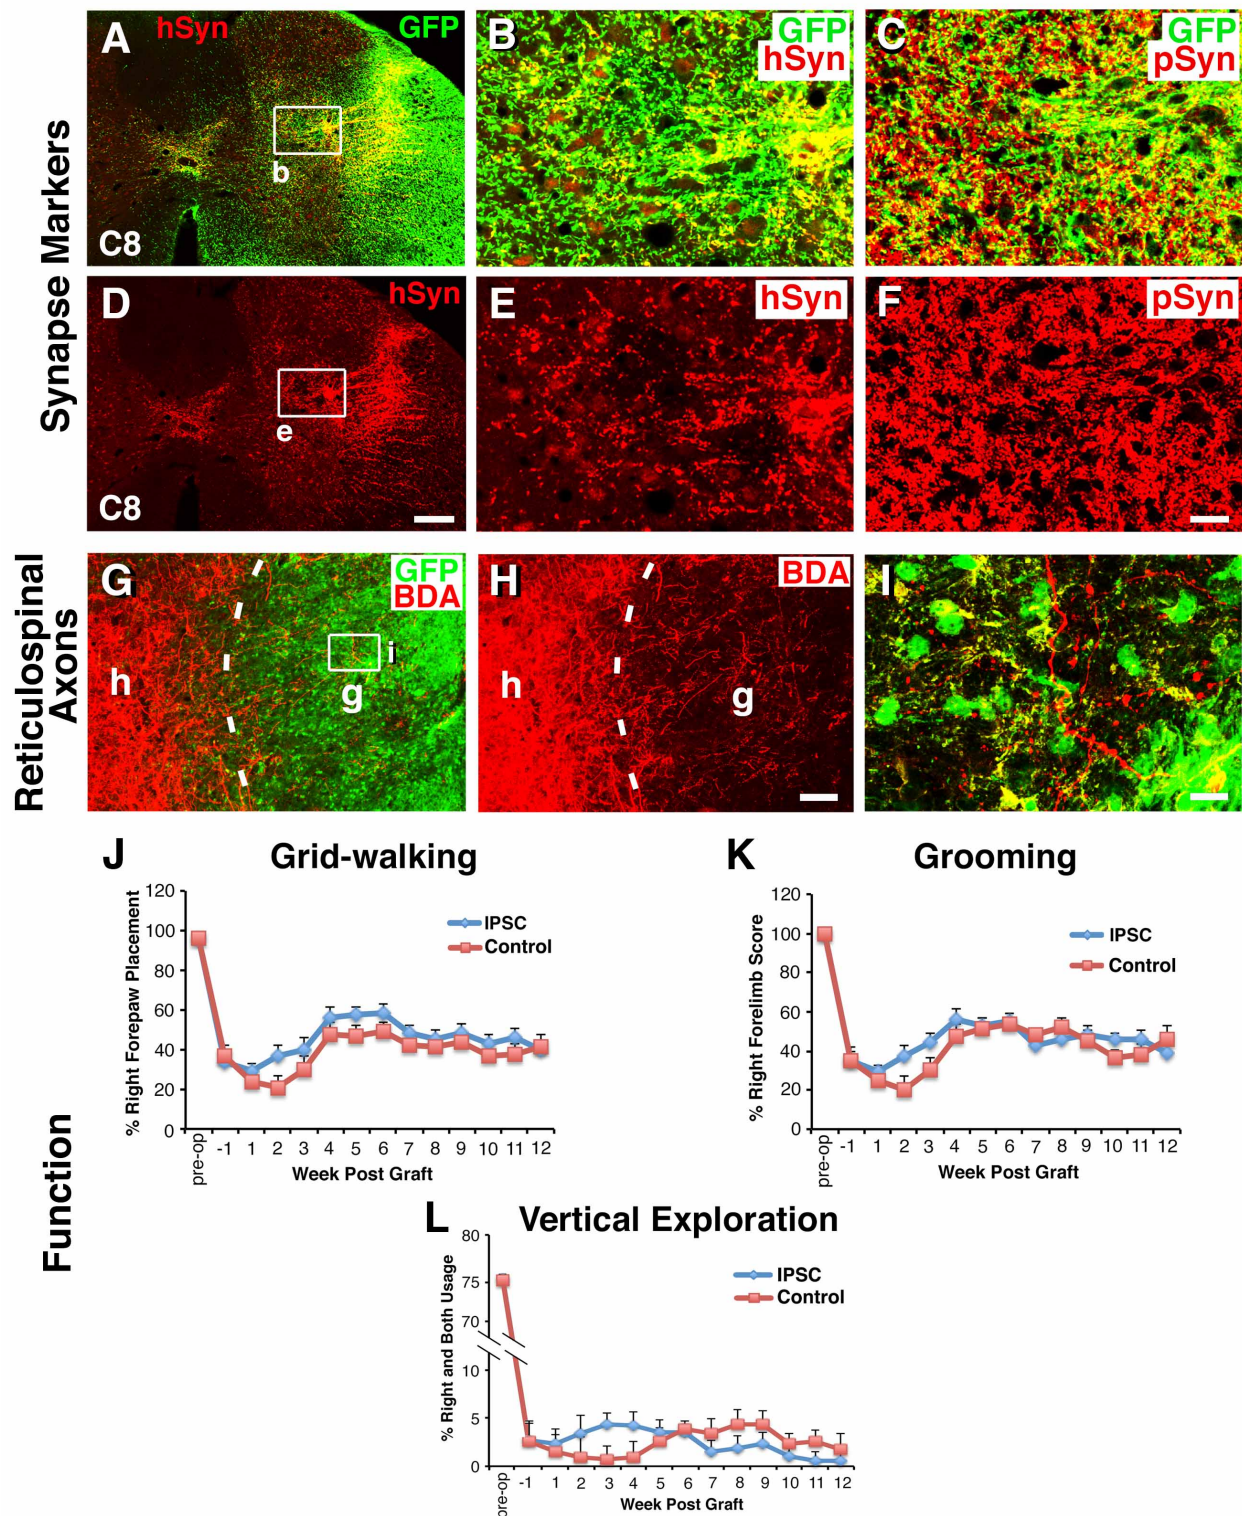 Synapse Markers
A
hSyn
GFP
b
C8
B
GFP
hSyn
C
GFP
pSyn
D
hSyn
e
C8
E
hSyn
F
pSyn
Reticulospinal
Axons
G
GFP
BDA
h
i
g
H
BDA
h
g
I
Function
J
Grid-walking
% Right Forepaw Placement
120
100
80
60
40
20
0
IPSC
Control
pre-op -1 1 2 3 4 5 6 7 8 9 10 11 12
Week Post Graft
K
Grooming
% Right Forelimb Score
120
100
80
60
40
20
0
IPSC
Control
pre-op -1 1 2 3 4 5 6 7 8 9 10 11 12
Week Post Graft
L
Vertical Exploration
% Right and Both Usage
80
75
70
10
5
0
IPSC
Control
pre-op -1 1 2 3 4 5 6 7 8 9 10 11 12
Week Post Graft